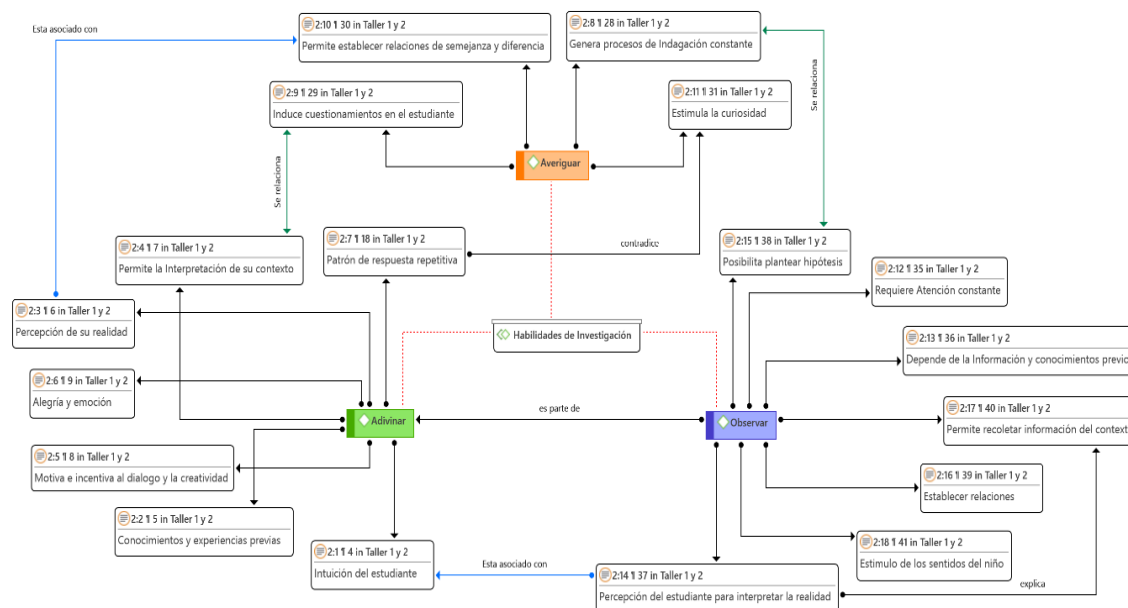 2:10 ¶ 30 in Taller 1 y 2
Permite establecer relaciones de semejanza y diferencia
2:8 ¶ 28 in Taller 1 y 2
Genera procesos de Indagación constante
Esta asociado con
2:9 ¶ 29 in Taller 1 y 2
Induce cuestionamientos en el estudiante
2:11 ¶ 31 in Taller 1 y 2
Estimula la curiosidad
Se relaciona
Averiguar
Se relaciona
2:4 ¶ 7 in Taller 1 y 2
Permite la Interpretación de su contexto
2:7 ¶ 18 in Taller 1 y 2
Patrón de respuesta repetitiva
contradice
2:15 ¶ 38 in Taller 1 y 2
Posibilita plantear hipótesis
2:12 ¶ 35 in Taller 1 y 2
Requiere Atención constante
2:3 ¶ 6 in Taller 1 y 2
Percepción de su realidad
Habilidades de Investigación
2:13 ¶ 36 in Taller 1 y 2
Depende de la Información y conocimientos previo
2:6 ¶ 9 in Taller 1 y 2
Alegría y emoción
es parte de
Adivinar
Observar
2:17 ¶ 40 in Taller 1 y 2
Permite recoletar información del context
2:5 ¶ 8 in Taller 1 y 2
Motiva e incentiva al dialogo y la creatividad
2:16 ¶ 39 in Taller 1 y 2
Establecer relaciones
2:2 ¶ 5 in Taller 1 y 2
Conocimientos y experiencias previas
2:1 ¶ 4 in Taller 1 y 2
Intuición del estudiante
Esta asociado con
2:18 ¶ 41 in Taller 1 y 2
Estimulo de los sentidos del niño
2:14 ¶ 37 in Taller 1 y 2
Percepción del estudiante para interpretar la realidad
explica